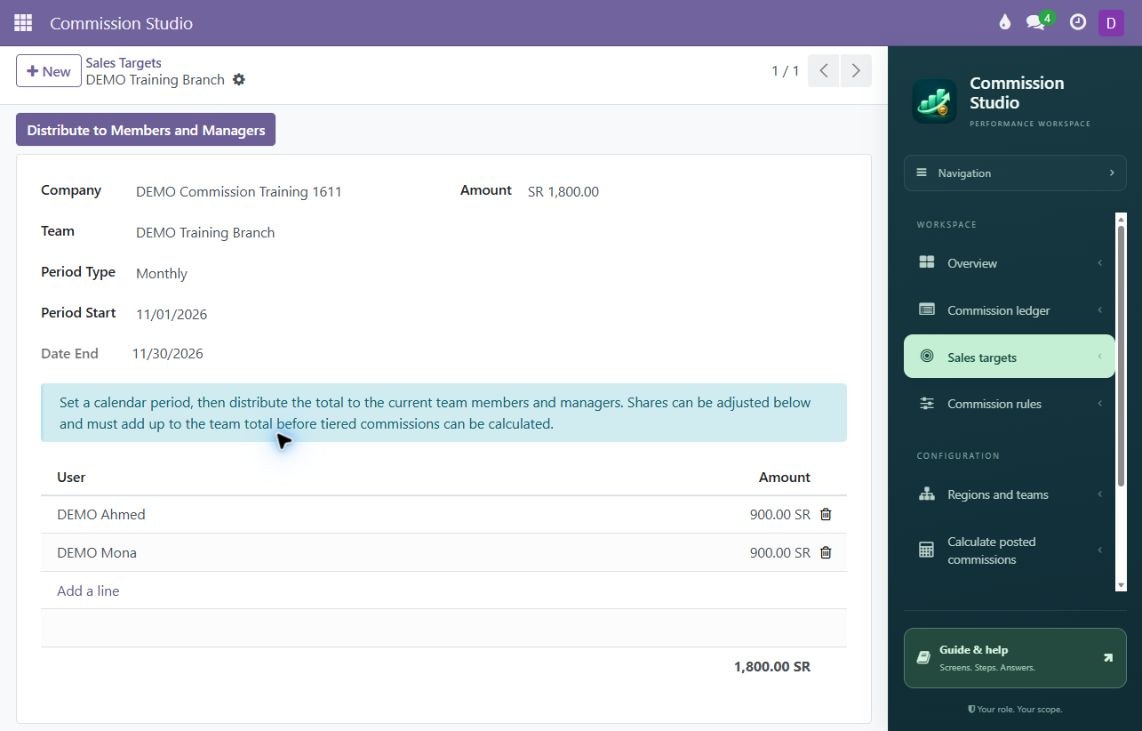 Commission Studio
4
D
New
Sales Targets
DEMO Training Branch
1 / 1
Distribute to Members and Managers
Company DEMO Commission Training 1611
Amount SR 1,800.00
Team DEMO Training Branch
Period Type Monthly
Period Start 11/01/2026
Date End 11/30/2026
Set a calendar period, then distribute the total to the current team members and managers. Shares can be adjusted below
and must add up to the team total before tiered commissions can be calculated.
User Amount
DEMO Ahmed 900.00 SR
DEMO Mona 900.00 SR
Add a line
1,800.00 SR
Commission
Studio
PERFORMANCE WORKSPACE
Navigation
WORKSPACE
Overview
Commission ledger
Sales targets
Commission rules
CONFIGURATION
Regions and teams
Calculate posted
commissions
Guide & help
Screens. Steps. Answers.
Your role. Your scope.